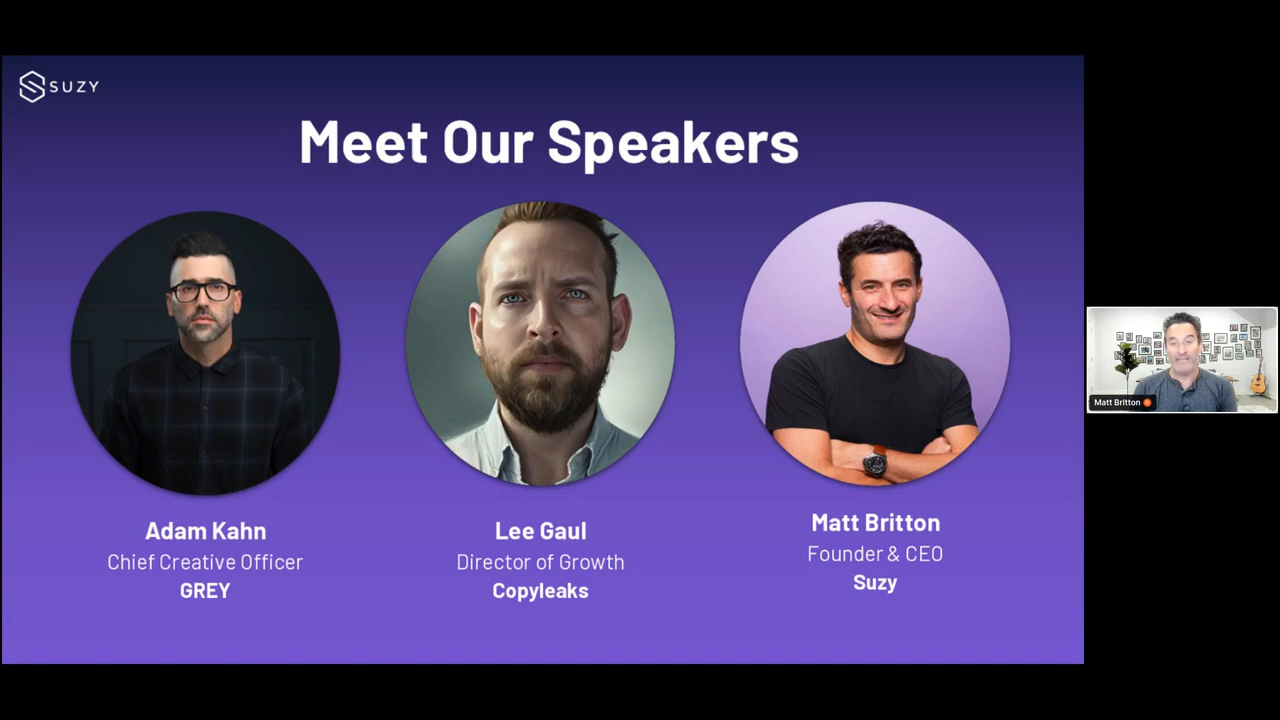 SUZY
Meet Our Speakers
Adam Kahn
Chief Creative Officer
GREY
Lee Gaul
Director of Growth
Copyleaks
Matt Britton
Founder & CEO
Suzy
Matt Britton